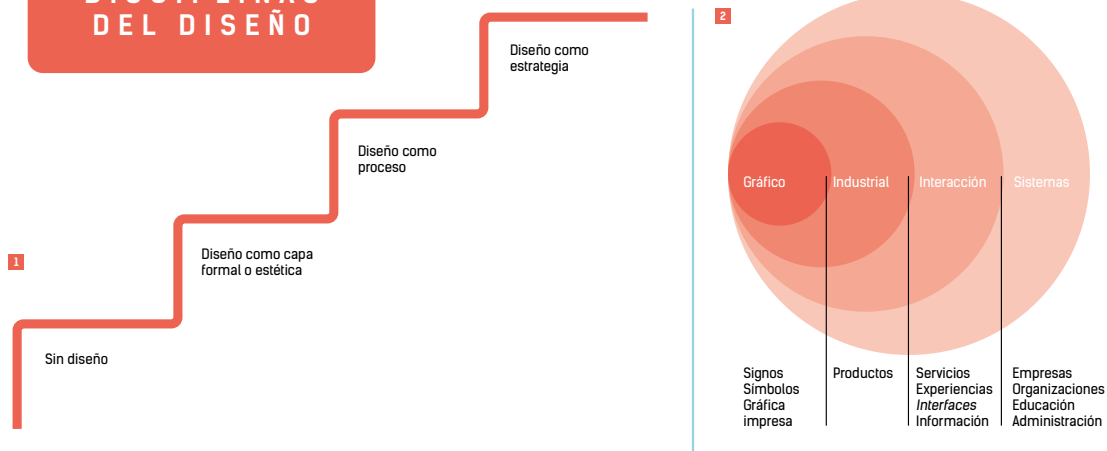 DISCIPLINAS
DEL DISEÑO
1
Sin diseño
Diseño como capa
formal o estética
Diseño como
proceso
Diseño como
estrategia
2
Gráfico
Industrial
Interacción
Sistemas
Signos
Símbolos
Gráfica
impresa
Productos
Servicios
Experiencias
Interfaces
Información
Empresas
Organizaciones
Educación
Administración